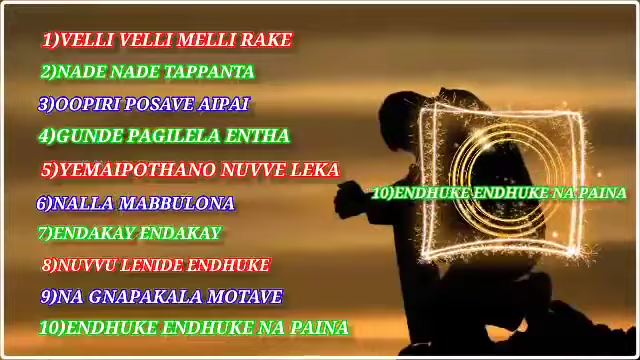 1)VELLI VELLI MELLI RAKE
2)NADE NADE TAPPANTA
3)OOPIRI POSAVE AIPAI
4)GUNDE PAGILELA ENTHA
5)YEMAIPOTHANO NUVVE LEKA
6)NALLA MABBULONA
7)ENDAKAY ENDAKAY
8)NUVVU LENIDE ENDHUKE
9)NA GNAPAKALA MOTAVE
10)ENDHUKE ENDHUKE NA PAINA
10)ENDHUKE ENDHUKE NA PAINA